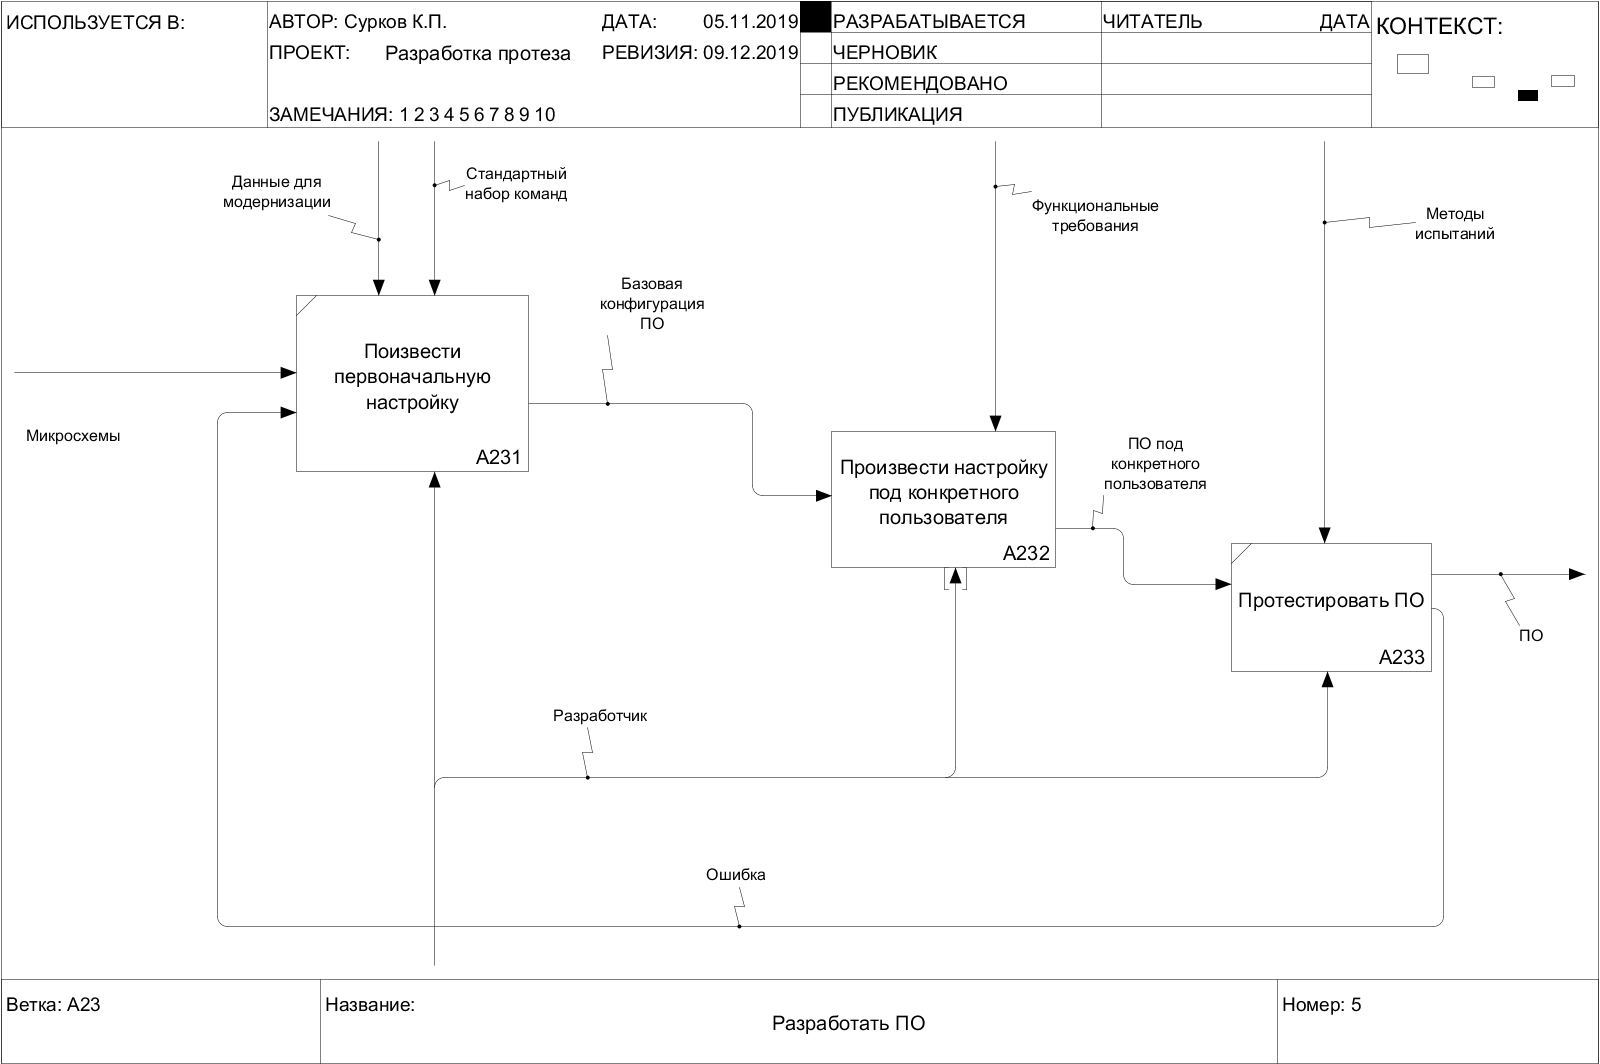 ИСПОЛЬЗУЕТСЯ В:
АВТОР: Сурков К.П.
ДАТА: 05.11.2019
ПРОЕКТ: Разработка протеза
РЕВИЗИЯ: 09.12.2019
ЗАМЕЧАНИЯ: 1 2 3 4 5 6 7 8 9 10
РАЗРАБАТЫВАЕТСЯ
ЧЕРНОВИК
РЕКОМЕНДОВАНО
ПУБЛИКАЦИЯ
ЧИТАТЕЛЬ
ДАТА
КОНТЕКСТ:
Данные для
модернизации
Стандартный
набор команд
Функциональные
требования
Методы
испытаний
Базовая
конфигурация
ПО
Поизвести
первоначальную
настройку
A231
Микросхемы
Произвести настройку
под конкретного
пользователя
A232
ПО под
конкретного
пользователя
Протестировать ПО
A233
ПО
Разработчик
Ошибка
Ветка: A23
Название:
Разработать ПО
Номер: 5